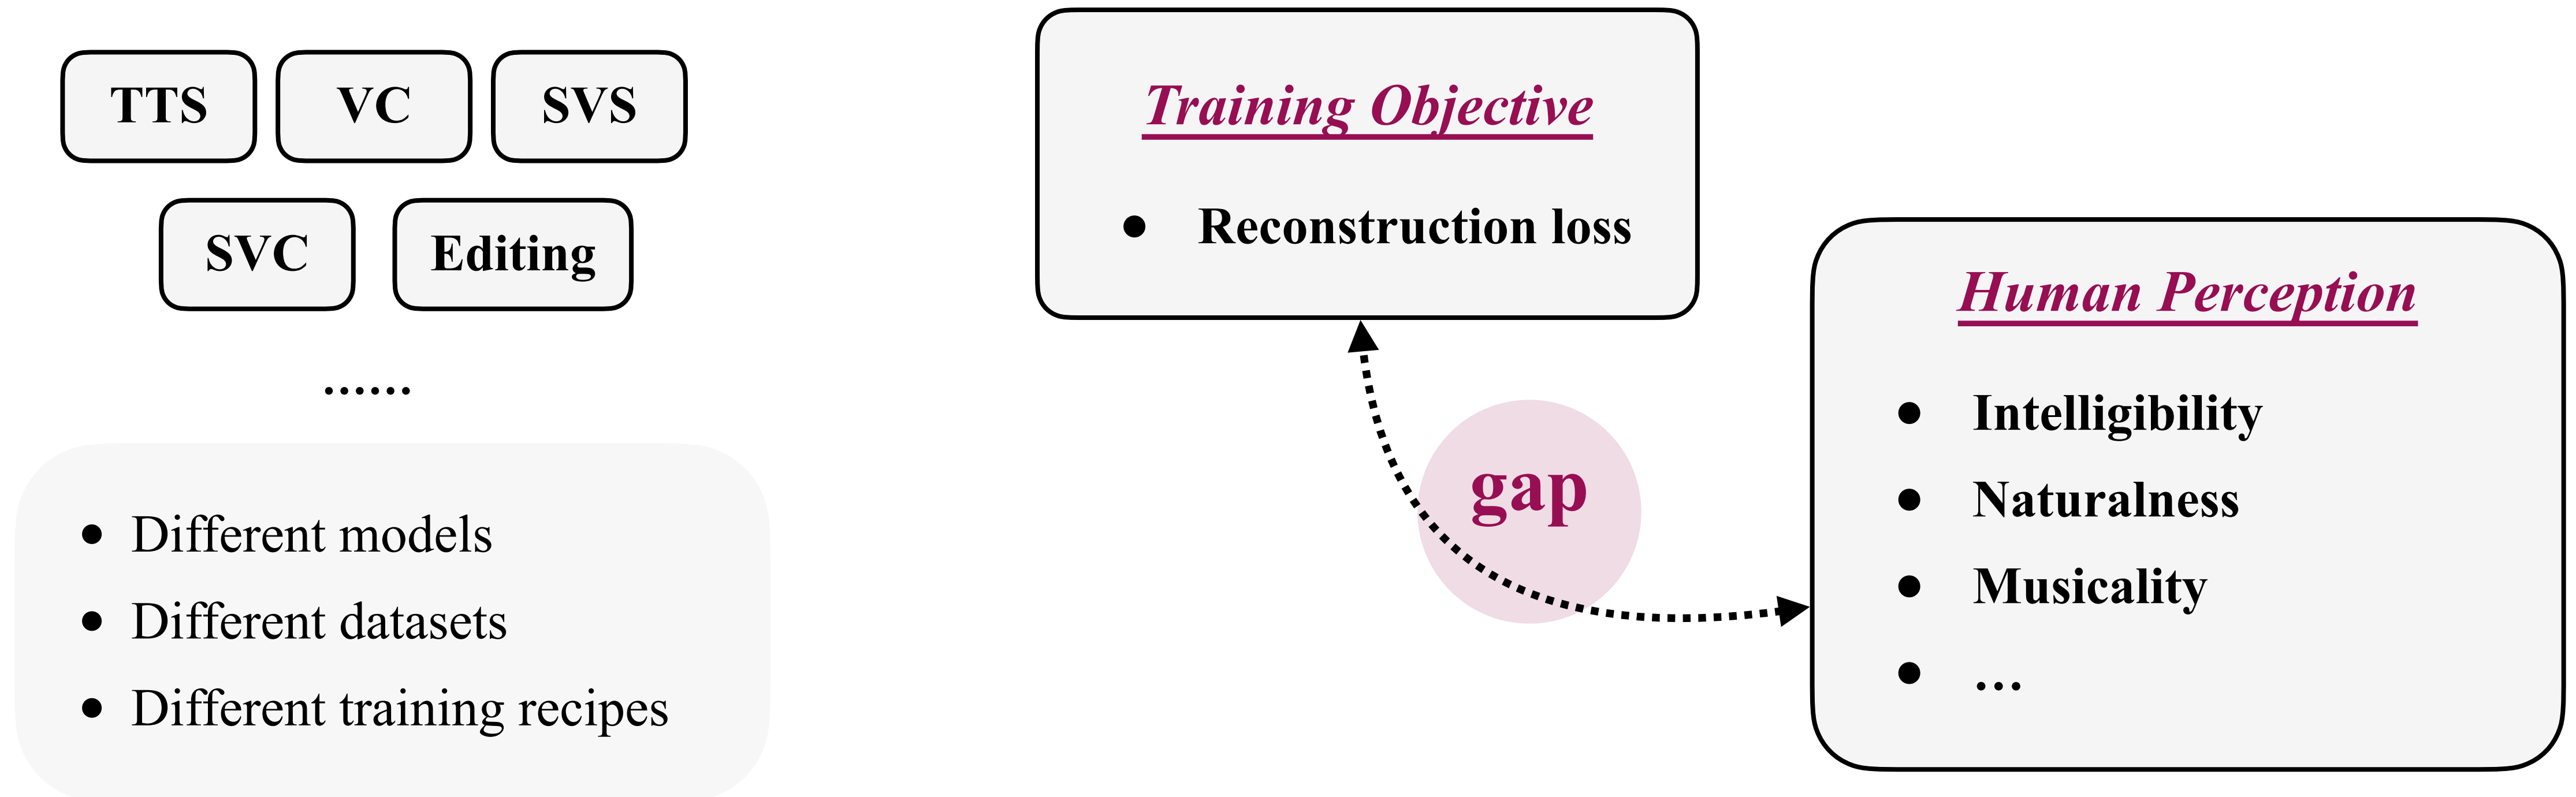 TTS VC SVS
SVC Editing
......
• Different models
• Different datasets
• Different training recipes
Training Objective
• Reconstruction loss
gap
Human Perception
• Intelligibility
• Naturalness
• Musicality
• ...